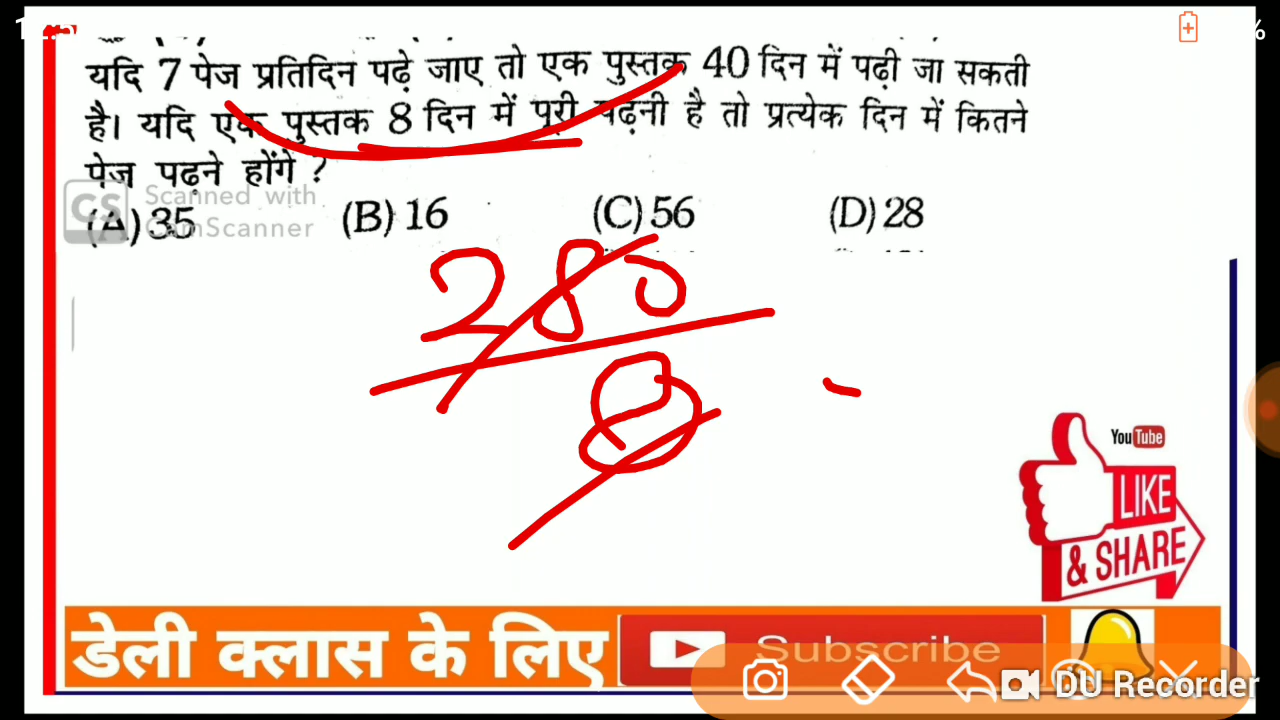 यदि 7 पेज प्रतिदिन पढ़े जाए तो एक पुस्तक 40 दिन में पढ़ी जा सकती
है। यदि एक पुस्तक 8 दिन में पूरी पढ़नी है तो प्रत्येक दिन में कितने
पेज पढ़ने होंगे ?
CS Scanned with CamScanner
(A) 35 (B) 16 (C) 56 (D) 28
280
8
YouTube
LIKE
& SHARE
डेली क्लास के लिए Subscribe
DU Recorder